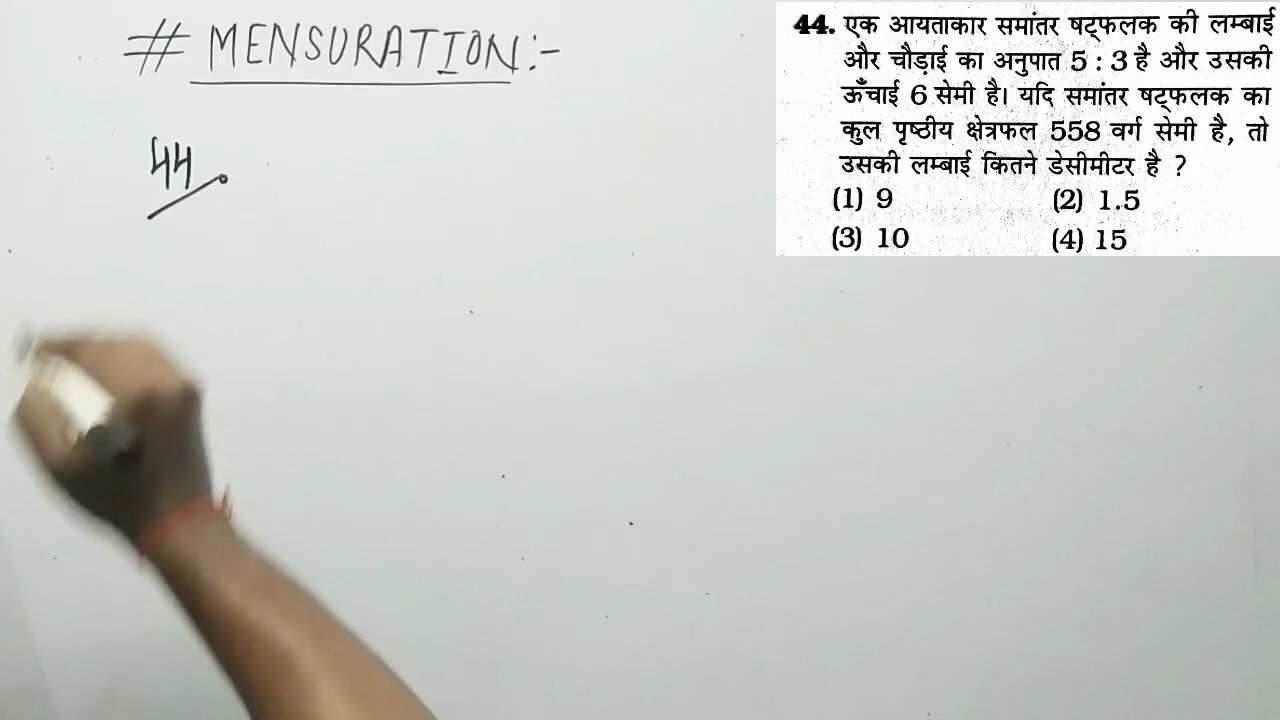 # MENSURATION:-
44.
44. एक आयताकार समांतर षट्फलक की लम्बाई
और चौड़ाई का अनुपात 5 : 3 है और उसकी
ऊँचाई 6 सेमी है। यदि समांतर षट्फलक का
कुल पृष्ठीय क्षेत्रफल 558 वर्ग सेमी है, तो
उसकी लम्बाई कितने डेसीमीटर है ?
(1) 9 (2) 1.5
(3) 10 (4) 15